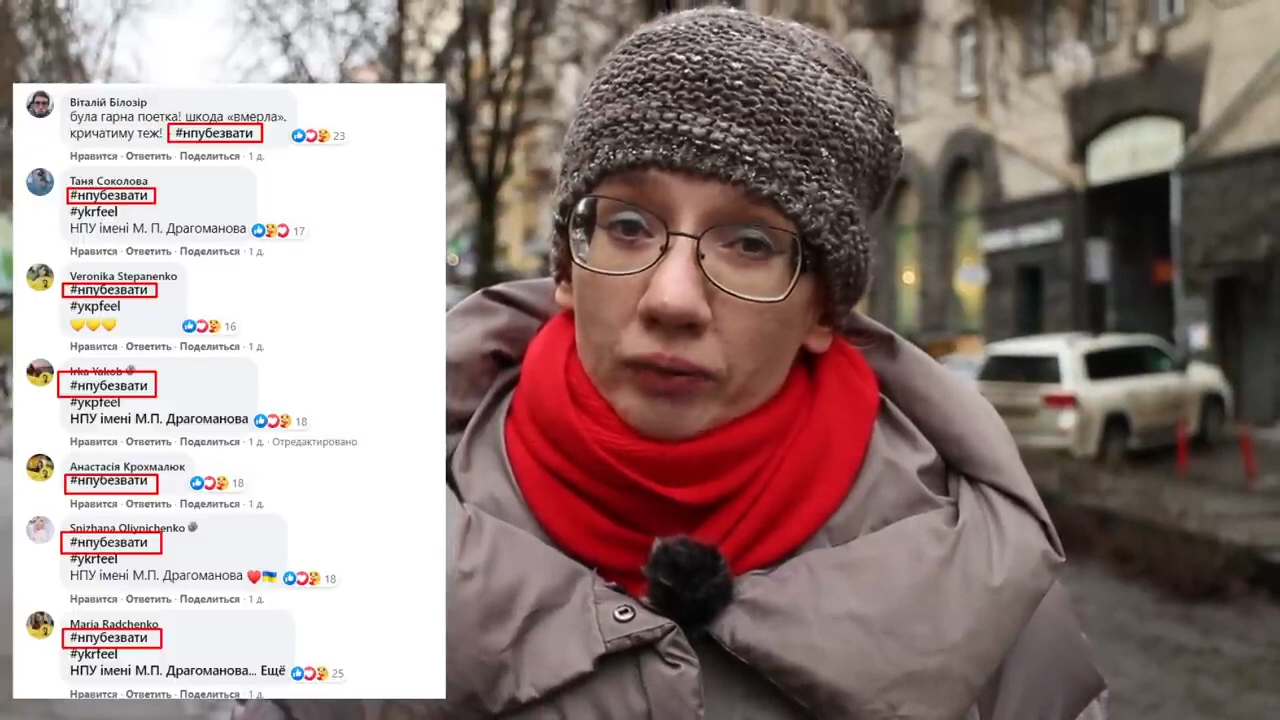 Віталій Білозір
була гарна поетка! шкода «вмерла».
кричатиму теж! #нпубезвати
23
Нравится · Ответить · Поделиться · 1 д.
Таня Соколова
#нпубезвати
#ykrfeel
НПУ імені М. П. Драгоманова
17
Нравится · Ответить · Поделиться · 1 д.
Veronika Stepanenko
#нпубезвати
#укрfeel
16
Нравится · Ответить · Поделиться · 1 д.
Irka Yakob
#нпубезвати
#укрfeel
НПУ імені М.П. Драгоманова
18
Нравится · Ответить · Поделиться · 1 д. · Отредактировано
Анастасія Крохмалюк
#нпубезвати
18
Нравится · Ответить · Поделиться · 1 д.
Snizhana Oliynichenko
#нпубезвати
#ykrfeel
НПУ імені М.П. Драгоманова
18
Нравится · Ответить · Поделиться · 1 д.
Maria Radchenko
#нпубезвати
#ykrfeel
НПУ імені М.П. Драгоманова... Ещё
25
Нравится · Ответить · Поделиться · 1 д.